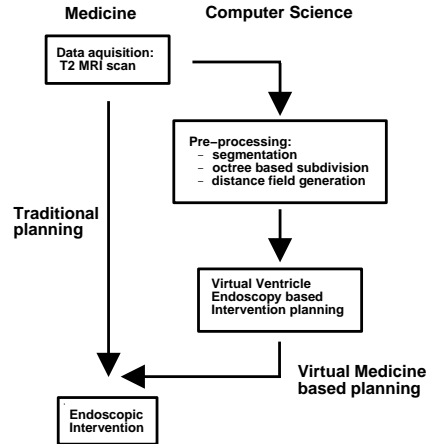 Medicine
Computer Science
Data aquisition:
T2 MRI scan
Pre-processing:
- segmentation
- octree based subdivision
- distance field generation
Traditional
planning
Virtual Ventricle
Endoscopy based
Intervention planning
Virtual Medicine
based planning
Endoscopic
Intervention